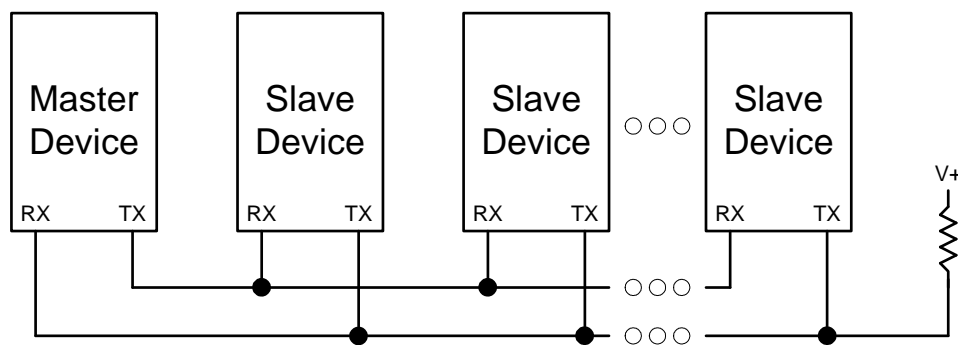 Master
Device
Slave
Device
Slave
Device
Slave
Device
V+
RX TX
RX TX
RX TX
RX TX